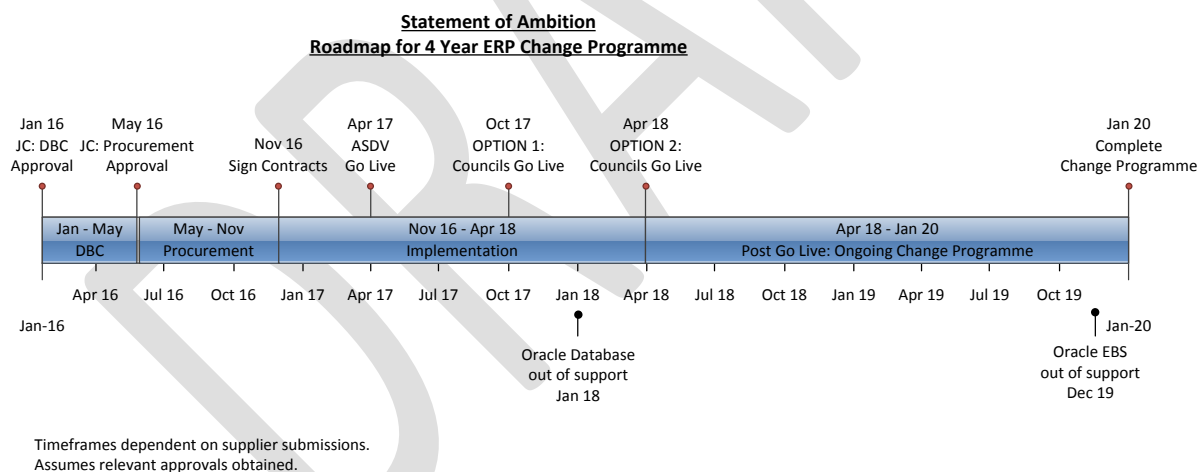 Statement of Ambition
Roadmap for 4 Year ERP Change Programme
Jan 16
JC: DBC
Approval
May 16
JC: Procurement
Approval
Nov 16
Sign Contracts
Apr 17
ASDV
Go Live
Oct 17
OPTION 1:
Councils Go Live
Apr 18
OPTION 2:
Councils Go Live
Jan 20
Complete
Change Programme
Jan - May
DBC
May - Nov
Procurement
Nov 16 - Apr 18
Implementation
Apr 18 - Jan 20
Post Go Live: Ongoing Change Programme
Apr 16 Jul 16 Oct 16 Jan 17 Apr 17 Jul 17 Oct 17 Jan 18 Apr 18 Jul 18 Oct 18 Jan 19 Apr 19 Jul 19 Oct 19
Jan-16
Jan-20
Oracle Database
out of support
Jan 18
Oracle EBS
out of support
Dec 19
Timeframes dependent on supplier submissions.
Assumes relevant approvals obtained.
DRA